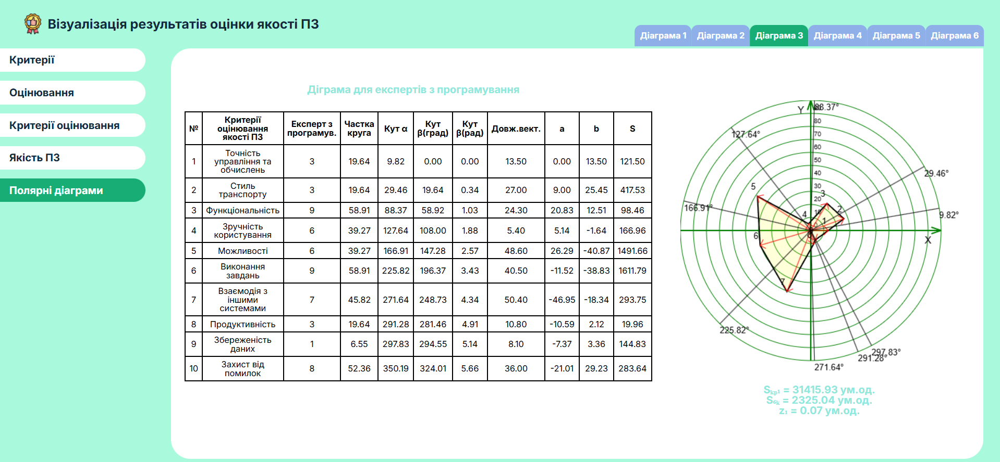 Візуалізація результатів оцінки якості ПЗ
Діаграма 1 Діаграма 2 Діаграма 3 Діаграма 4 Діаграма 5 Діаграма 6
Критерії
Оцінювання
Критерії оцінювання
Якість ПЗ
Полярні діаграми
Діграма для експертів з програмування
№ Критерії оцінювання якості ПЗ Експерт з програмув. Частка круга Кут α Кут β(град) Кут β(рад) Довж.вект. a b S
1 Точність управління та обчислень 3 19.64 9.82 0.00 0.00 13.50 0.00 13.50 121.50
2 Стиль транспорту 3 19.64 29.46 19.64 0.34 27.00 9.00 25.45 417.53
3 Функціональність 9 58.91 88.37 58.92 1.03 24.30 20.83 12.51 98.46
4 Зручність користування 6 39.27 127.64 108.00 1.88 5.40 5.14 -1.64 166.96
5 Можливості 6 39.27 166.91 147.28 2.57 48.60 26.29 -40.87 1491.66
6 Виконання завдань 9 58.91 225.82 196.37 3.43 40.50 -11.52 -38.83 1611.79
7 Взаємодія з іншими системами 7 45.82 271.64 248.73 4.34 50.40 -46.95 -18.34 293.75
8 Продуктивність 3 19.64 291.28 281.46 4.91 10.80 -10.59 2.12 19.96
9 Збереженість даних 1 6.55 297.83 294.55 5.14 8.10 -7.37 3.36 144.83
10 Захист від помилок 8 52.36 350.19 324.01 5.66 36.00 -21.01 29.23 283.64
Y 88.37°
80
127.64°
70
60
50
29.46°
40
5 30
3
20
166.91° 2 9.82°
4 10
1
6 X
7
225.82°
297.83°
291.28°
271.64°
Sкр1 = 31415.93 ум.од.
Sбk = 2325.04 ум.од.
z1 = 0.07 ум.од.